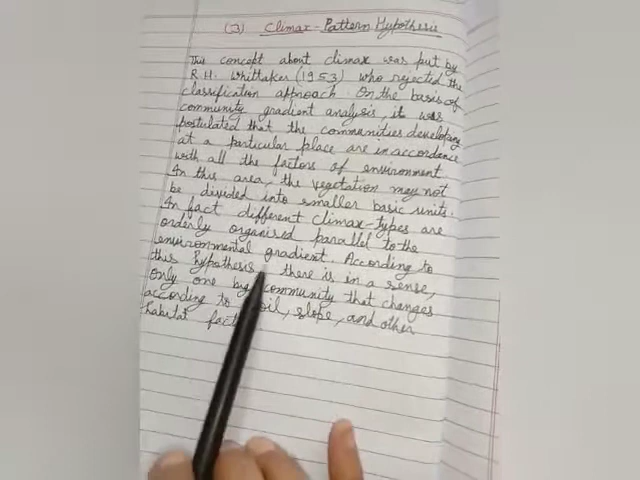 (3) Climax-Pattern Hypothesis
This concept about climax was put by
R.H. Whittaker (1953) who rejected the
classification approach. On the basis of
community gradient analysis, it was
postulated that the communities developing
at a particular place are in accordance
with all the factors of environment
In this area, the vegetation may not
be divided into smaller basic units.
In fact different climax-types are
orderly organised parallel to the
environmental gradient. According to
this hypothesis, there is in a sense,
Only one big community that changes
according to soil, slope, and other
habitat